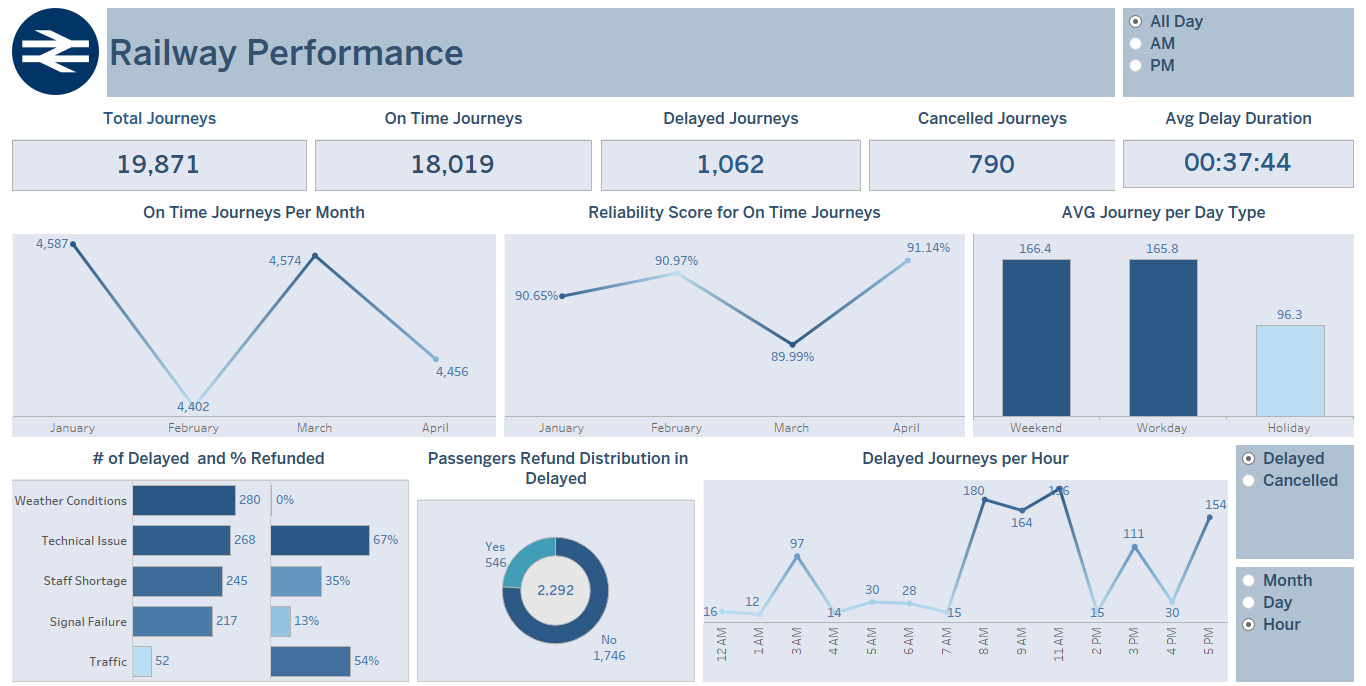 Railway Performance
All Day
AM
PM
Total Journeys
On Time Journeys
Delayed Journeys
Cancelled Journeys
Avg Delay Duration
19,871
18,019
1,062
790
00:37:44
On Time Journeys Per Month
4,587
4,402
4,574
4,456
January
February
March
April
Reliability Score for On Time Journeys
90.65%
90.97%
89.99%
91.14%
January
February
March
April
AVG Journey per Day Type
166.4
165.8
96.3
Weekend
Workday
Holiday
# of Delayed and % Refunded
Weather Conditions 280 0%
Technical Issue 268 67%
Staff Shortage 245 35%
Signal Failure 217 13%
Traffic 52 54%
Passengers Refund Distribution in
Delayed
Yes
546
2,292
No
1,746
Delayed Journeys per Hour
16
12
97
14
30
28
15
180
164
15
111
30
154
12 AM
1 AM
3 AM
4 AM
5 AM
6 AM
7 AM
8 AM
9 AM
11 AM
2 PM
3 PM
4 PM
5 PM
Delayed
Cancelled
Month
Day
Hour